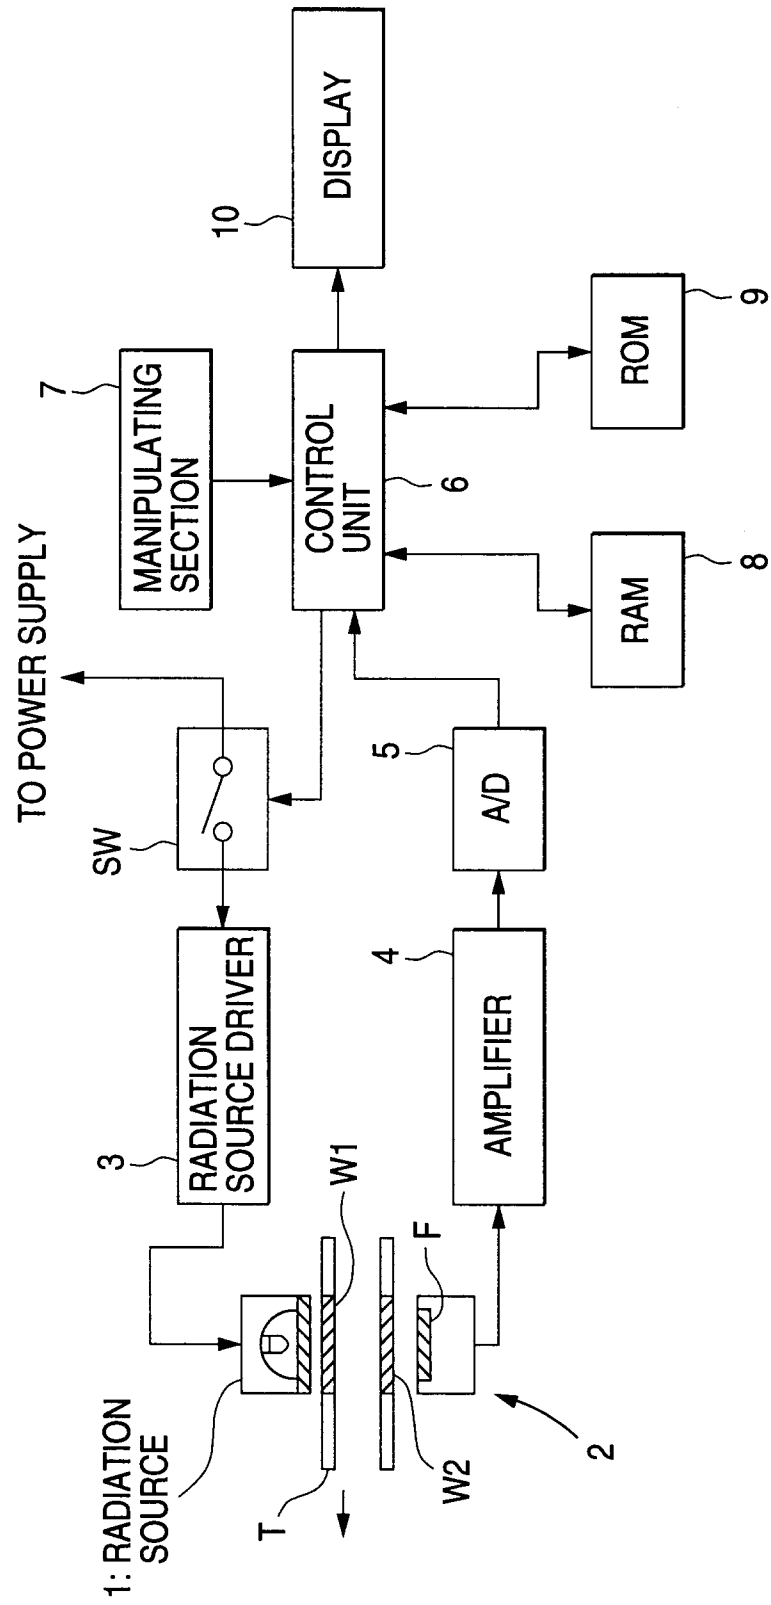 TO POWER SUPPLY
7
MANIPULATING
SECTION
10
DISPLAY
SW
CONTROL
UNIT
6
3
RADIATION
SOURCE DRIVER
1: RADIATION
SOURCE
T
W1
W2
F
2
4
AMPLIFIER
5
A/D
8
RAM
9
ROM